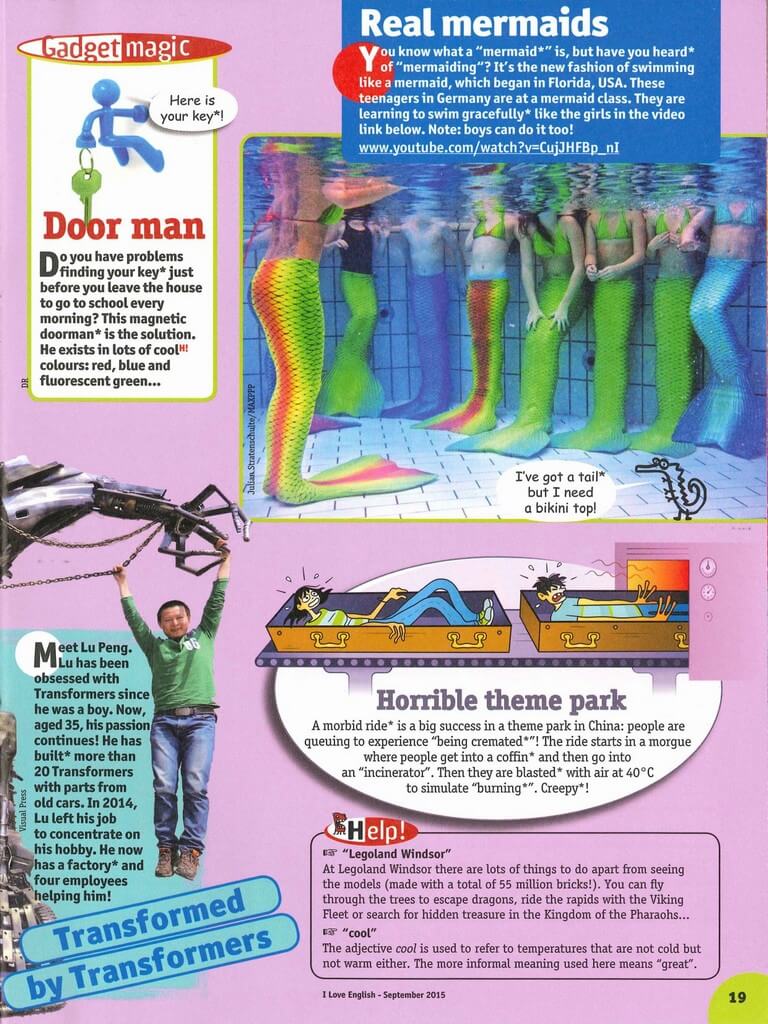 Gadget magic
Here is
your key*!
Door man
Do you have problems
finding your key* just
before you leave the house
to go to school every
morning? This magnetic
doorman* is the solution.
He exists in lots of coolH!
colours: red, blue and
fluorescent green...
DR
Real mermaids
You know what a “mermaid*” is, but have you heard*
of “mermaiding”? It’s the new fashion of swimming
like a mermaid, which began in Florida, USA. These
teenagers in Germany are at a mermaid class. They are
learning to swim gracefully* like the girls in the video
link below. Note: boys can do it too!
www.youtube.com/watch?v=CujJHFBp_nI
Julian Stratenschulte/MAXPPP
I’ve got a tail*
but I need
a bikini top!
Meet Lu Peng.
Lu has been
obsessed with
Transformers since
he was a boy. Now,
aged 35, his passion
continues! He has
built* more than
20 Transformers
with parts from
old cars. In 2014,
Lu left his job
to concentrate on
his hobby. He now
has a factory* and
four employees
helping him!
Visual Press
Transformed
by Transformers
Horrible theme park
A morbid ride* is a big success in a theme park in China: people are
queuing to experience “being cremated*”! The ride starts in a morgue
where people get into a coffin* and then go into
an “incinerator”. Then they are blasted* with air at 40°C
to simulate “burning*”. Creepy*!
Help!
☞ “Legoland Windsor”
At Legoland Windsor there are lots of things to do apart from seeing
the models (made with a total of 55 million bricks!). You can fly
through the trees to escape dragons, ride the rapids with the Viking
Fleet or search for hidden treasure in the Kingdom of the Pharaohs...
☞ “cool”
The adjective cool is used to refer to temperatures that are not cold but
not warm either. The more informal meaning used here means “great”.
I Love English - September 2015
19